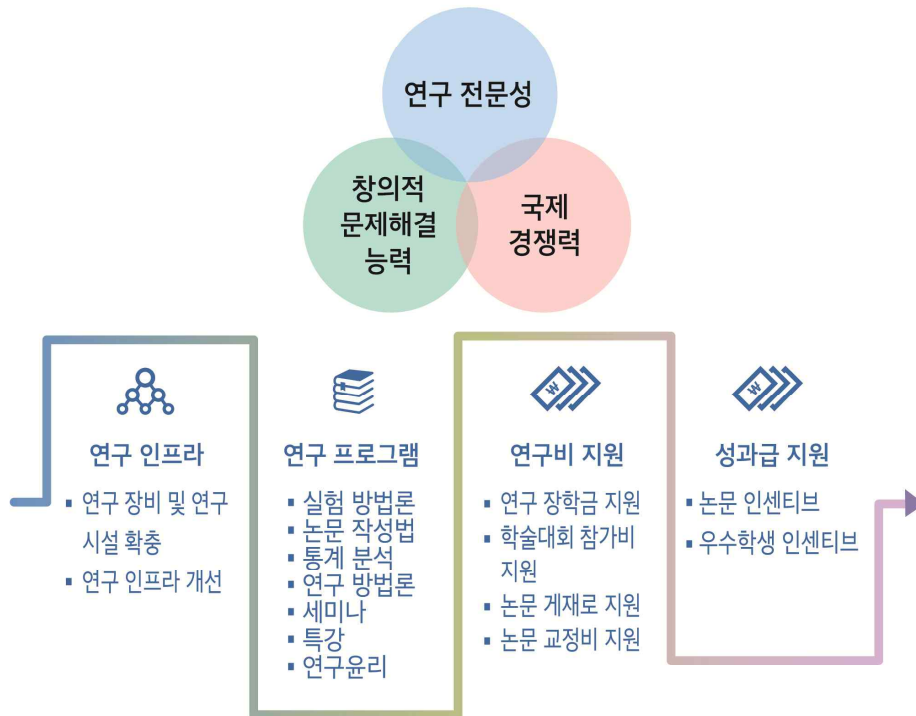 연구 전문성
창의적
문제해결
능력
국제
경쟁력
연구 인프라
▪ 연구 장비 및 연구
시설 확충
▪ 연구 인프라 개선
연구 프로그램
▪ 실험 방법론
▪ 논문 작성법
▪ 통계 분석
▪ 연구 방법론
▪ 세미나
▪ 특강
▪ 연구윤리
₩
연구비 지원
▪ 연구 장학금 지원
▪ 학술대회 참가비
지원
▪ 논문 게재로 지원
▪ 논문 교정비 지원
₩
성과급 지원
▪ 논문 인센티브
▪ 우수학생 인센티브